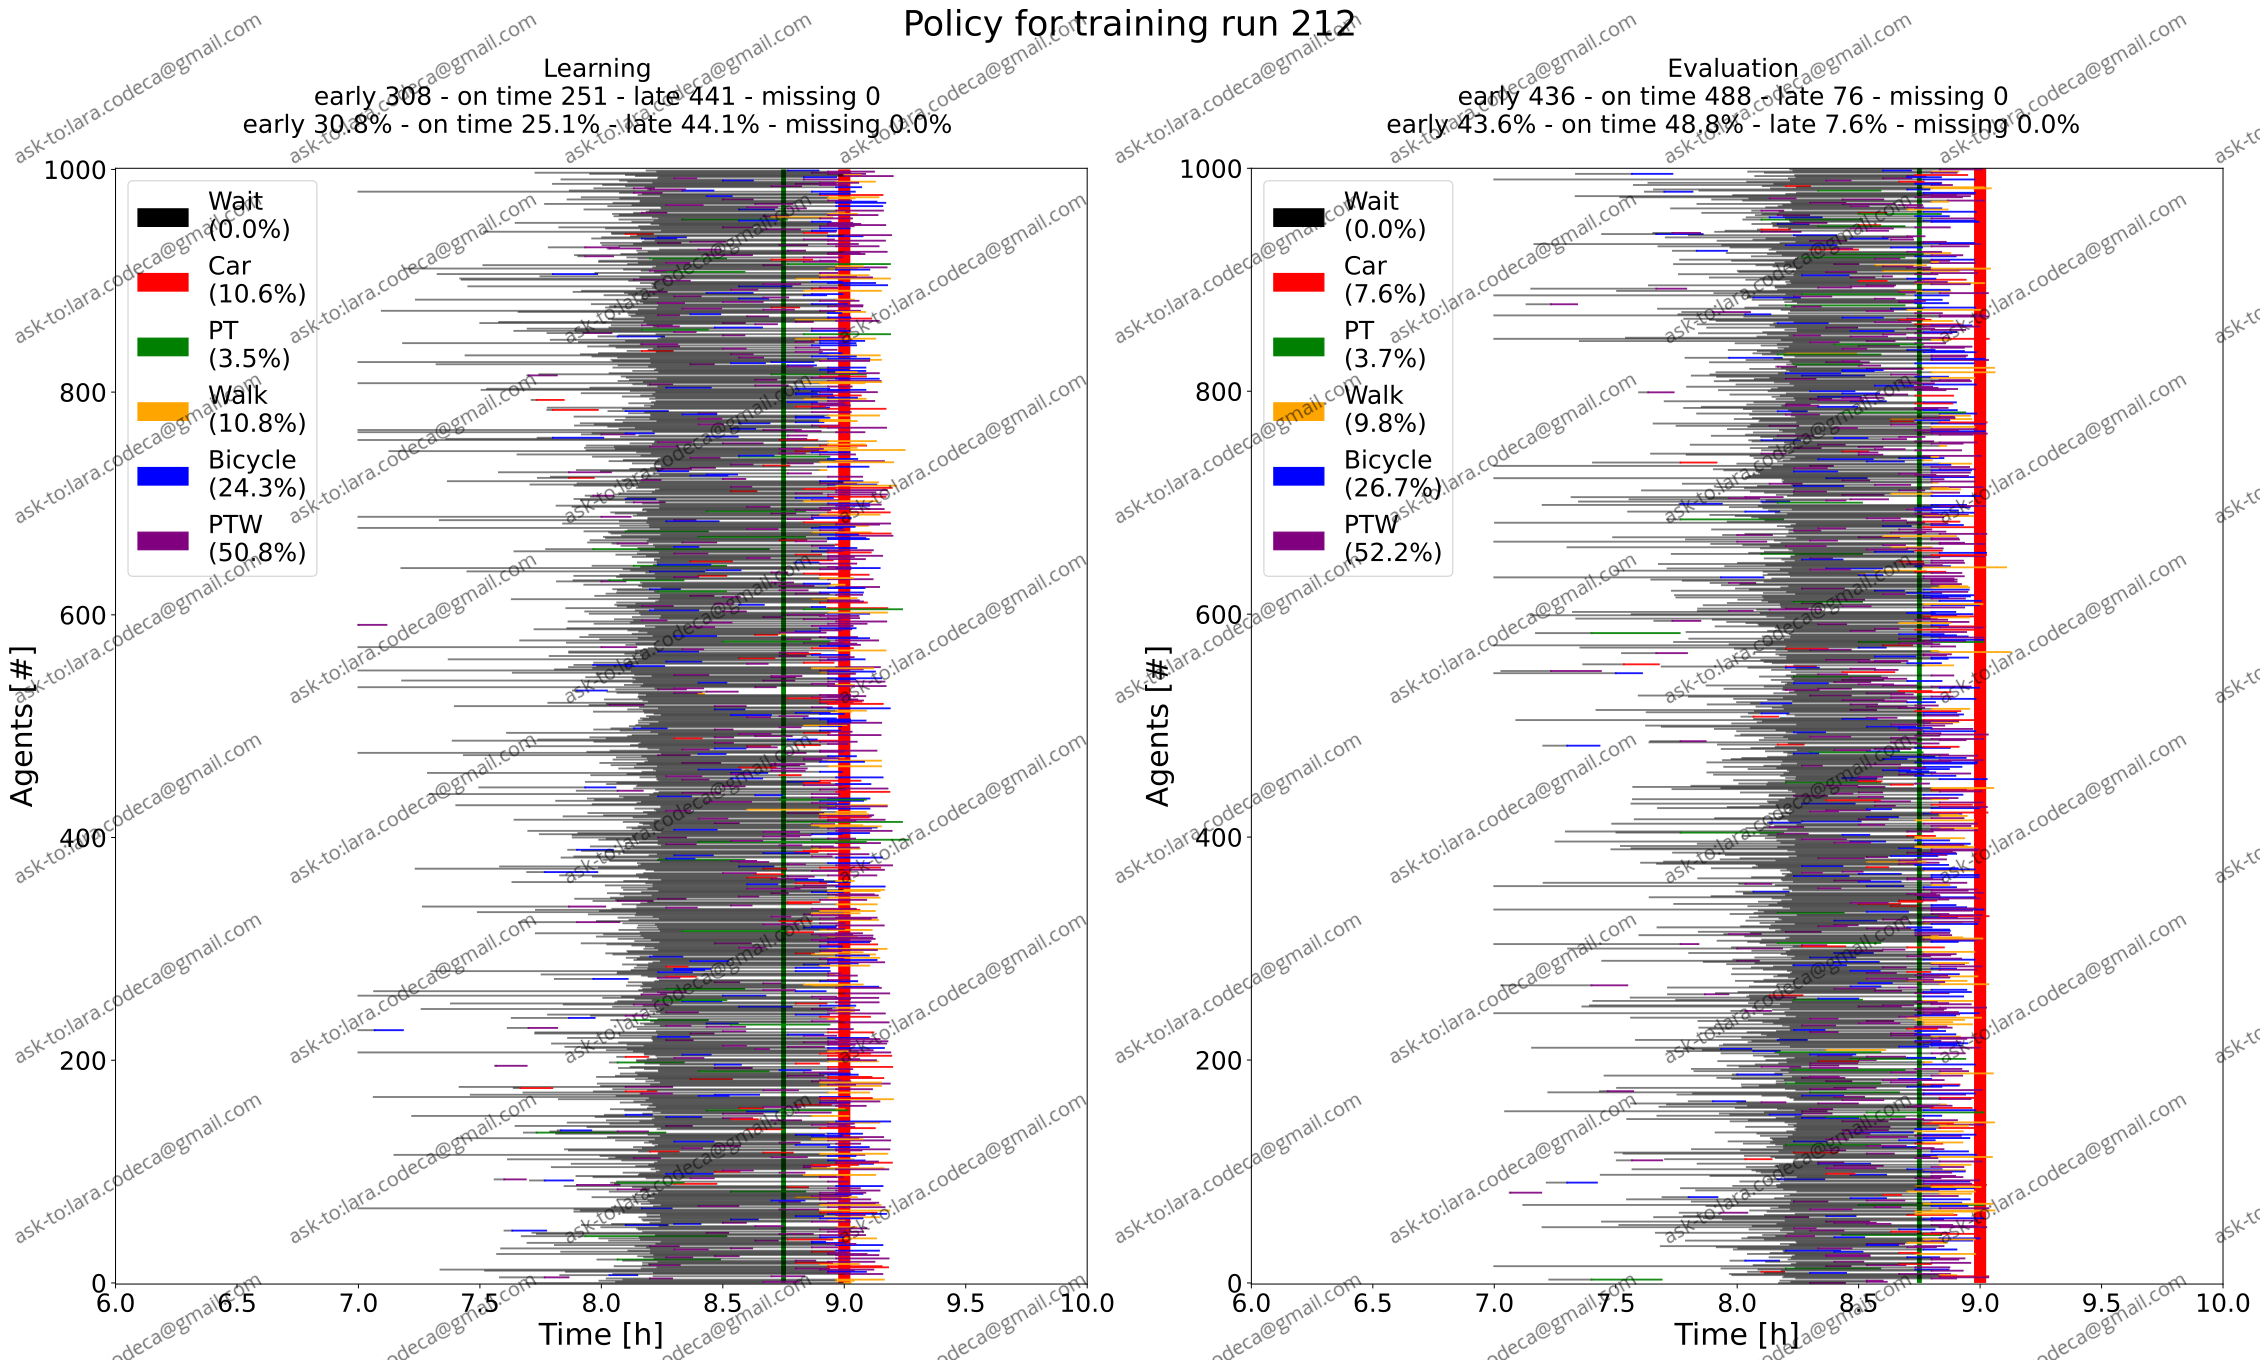 Policy for training run 212
Learning
early 308 - on time 251 - late 441 - missing 0
early 30.8% - on time 25.1% - late 44.1% - missing 0.0%
1000
800
600
400
200
0
Agents [#]
Wait
(0.0%)
Car
(10.6%)
PT
(3.5%)
Walk
(10.8%)
Bicycle
(24.3%)
PTW
(50.8%)
6.0 6.5 7.0 7.5 8.0 8.5 9.0 9.5 10.0
Time [h]
Evaluation
early 436 - on time 488 - late 76 - missing 0
early 43.6% - on time 48.8% - late 7.6% - missing 0.0%
1000
800
600
400
200
0
Agents [#]
Wait
(0.0%)
Car
(7.6%)
PT
(3.7%)
Walk
(9.8%)
Bicycle
(26.7%)
PTW
(52.2%)
6.0 6.5 7.0 7.5 8.0 8.5 9.0 9.5 10.0
Time [h]
ask-to:lara.codeca@gmail.com